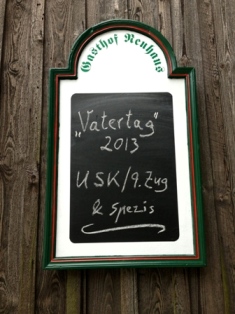 Gasthof Neuhaus
„Vatertag"
2013
USK/9.Zug
& Spezis